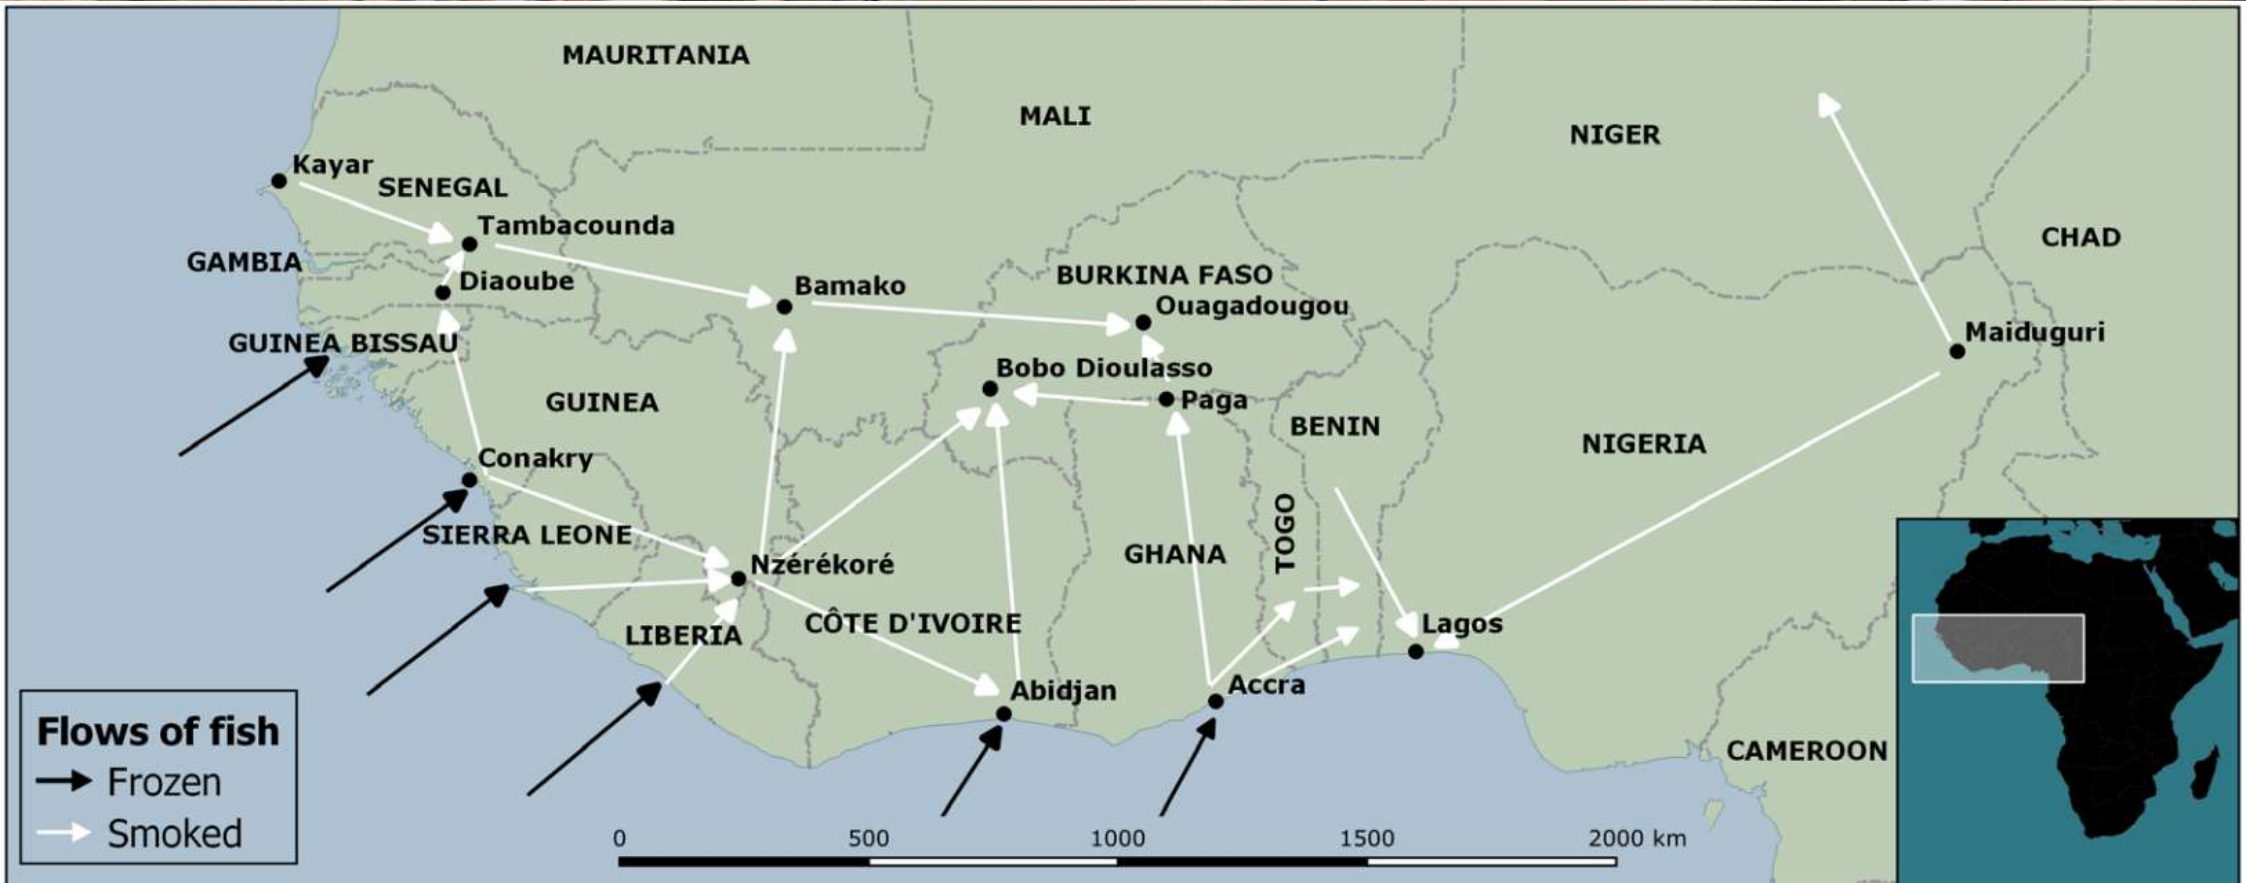 MAURITANIA
MALI
NIGER
Kayar
SENEGAL
Tambacounda
CHAD
GAMBIA
Diaoube
Bamako
BURKINA FASO
Ouagadougou
GUINEA BISSAU
Maiduguri
Bobo Dioulasso
GUINEA
Paga
BENIN
NIGERIA
Conakry
SIERRA LEONE
TOGO
GHANA
Nzérékoré
CÔTE D'IVOIRE
LIBERIA
Lagos
Abidjan
Accra
CAMEROON
Flows of fish
Frozen
Smoked
0 500 1000 1500 2000 km